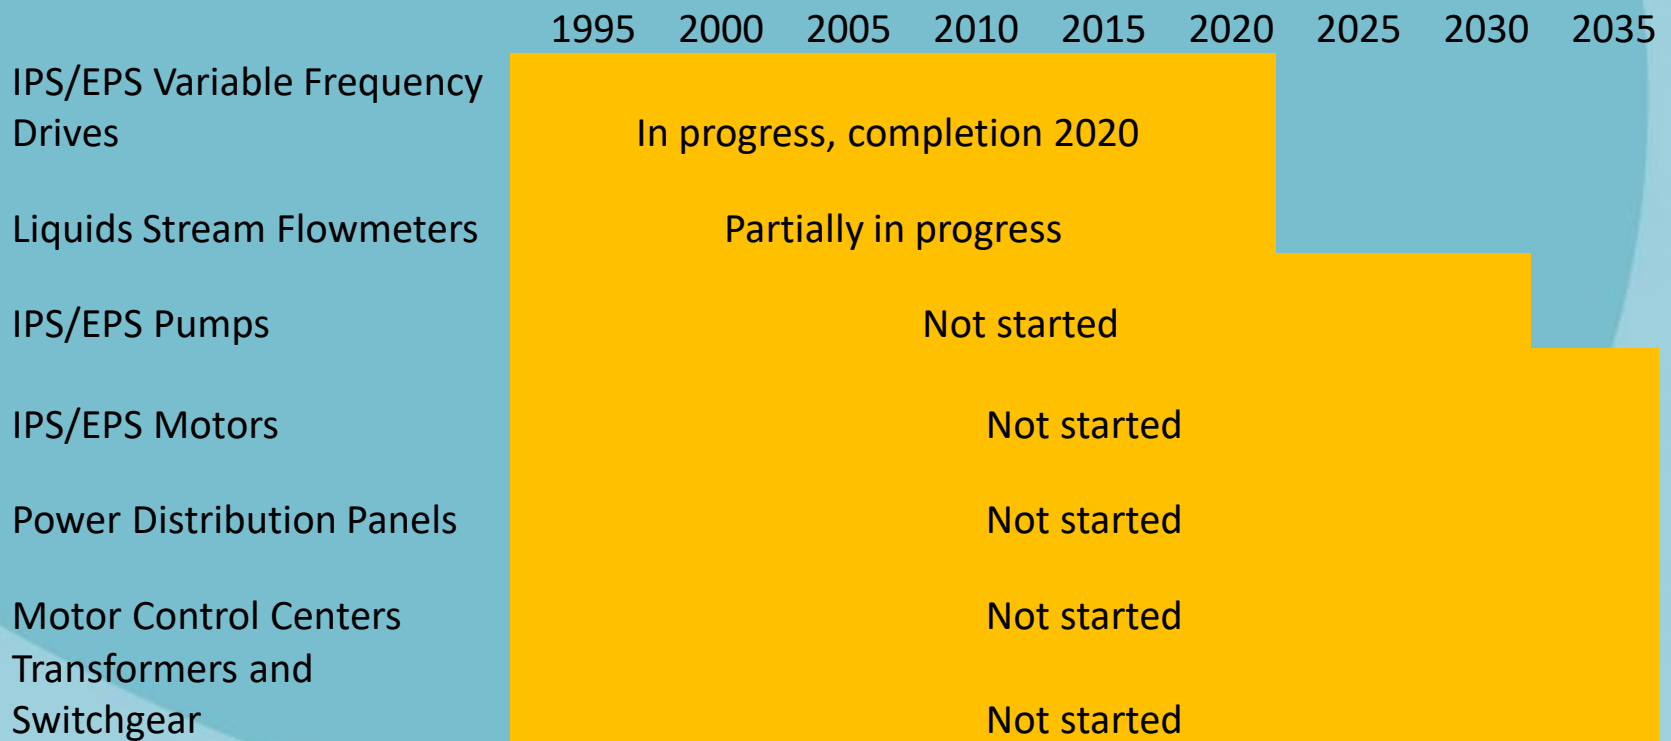 1995 2000 2005 2010 2015 2020 2025 2030 2035
IPS/EPS Variable Frequency
Drives
In progress, completion 2020
Liquids Stream Flowmeters
Partially in progress
IPS/EPS Pumps
Not started
IPS/EPS Motors
Not started
Power Distribution Panels
Not started
Motor Control Centers
Not started
Transformers and
Switchgear
Not started